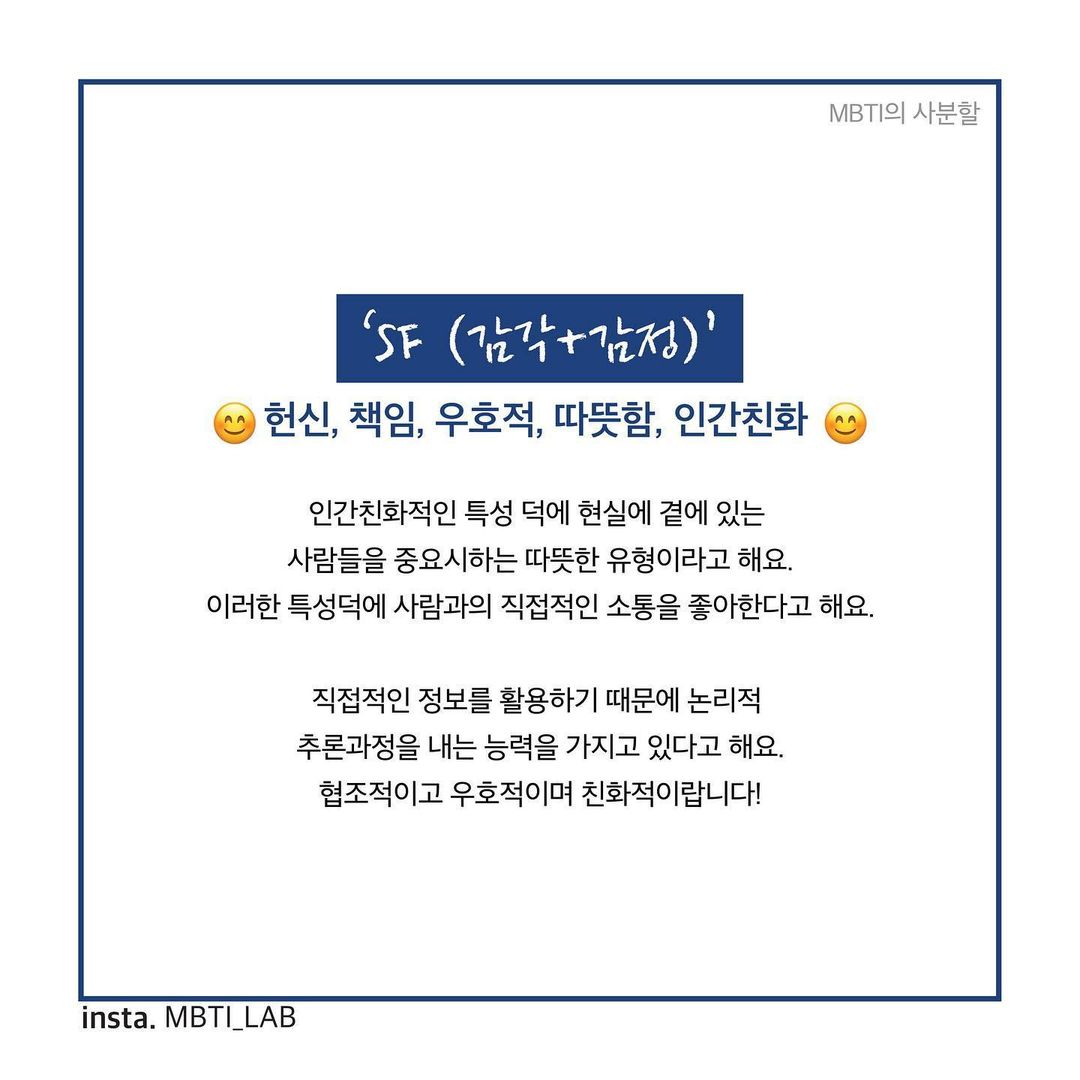 MBTI의 사분할
‘SF (감각+감정)’
😊 헌신, 책임, 우호적, 따뜻함, 인간친화 😊
인간친화적인 특성 덕에 현실에 곁에 있는
사람들을 중요시하는 따뜻한 유형이라고 해요.
이러한 특성덕에 사람과의 직접적인 소통을 좋아한다고 해요.
직접적인 정보를 활용하기 때문에 논리적
추론과정을 내는 능력을 가지고 있다고 해요.
협조적이고 우호적이며 친화적이랍니다!
insta. MBTI_LAB